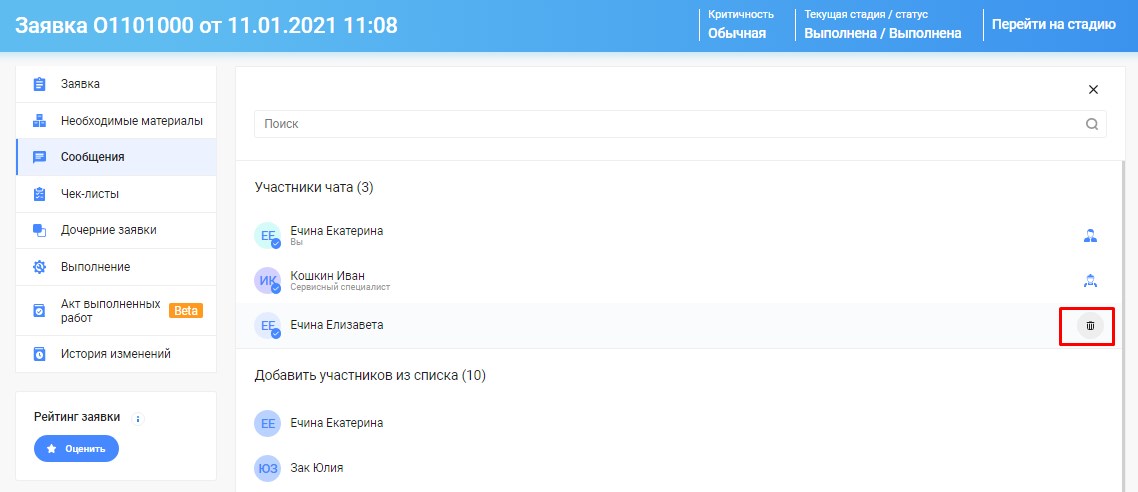 Заявка О1101000 от 11.01.2021 11:08
Критичность
Обычная
Текущая стадия / статус
Выполнена / Выполнена
Перейти на стадию
Заявка
Необходимые материалы
Сообщения
Чек-листы
Дочерние заявки
Выполнение
Акт выполненных
работ
Beta
История изменений
Рейтинг заявки
i
Оценить
Поиск
Участники чата (3)
ЕЕ
Ечина Екатерина
Вы
ИК
Кошкин Иван
Сервисный специалист
ЕЕ
Ечина Елизавета
Добавить участников из списка (10)
ЕЕ
Ечина Екатерина
ЮЗ
Зак Юлия